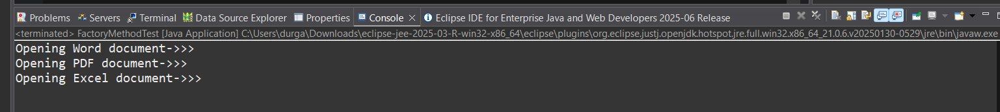 Problems Servers Terminal Data Source Explorer Properties Console Eclipse IDE for Enterprise Java and Web Developers 2025-06 Release
<terminated> FactoryMethodTest [Java Application] C:\Users\durga\Downloads\eclipse-jee-2025-03-R-win32-x86_64\eclipse\plugins\org.eclipse.justj.openjdk.hotspot.jre.full.win32.x86_64_21.0.6.v20250130-0529\jre\bin\javaw.exe
Opening Word document->>>
Opening PDF document->>>
Opening Excel document->>>